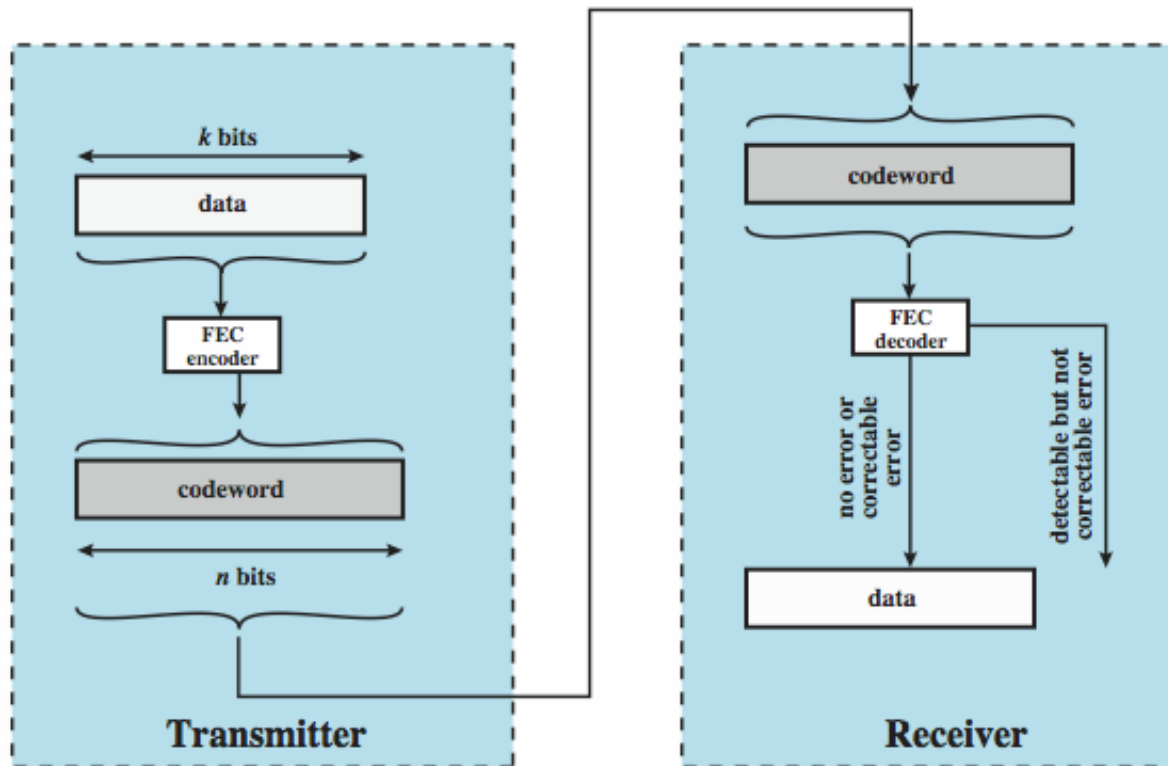 k bits
data
FEC
encoder
codeword
n bits
Transmitter
codeword
FEC
decoder
no error or
correctable
error
detectable but not
correctable error
data
Receiver